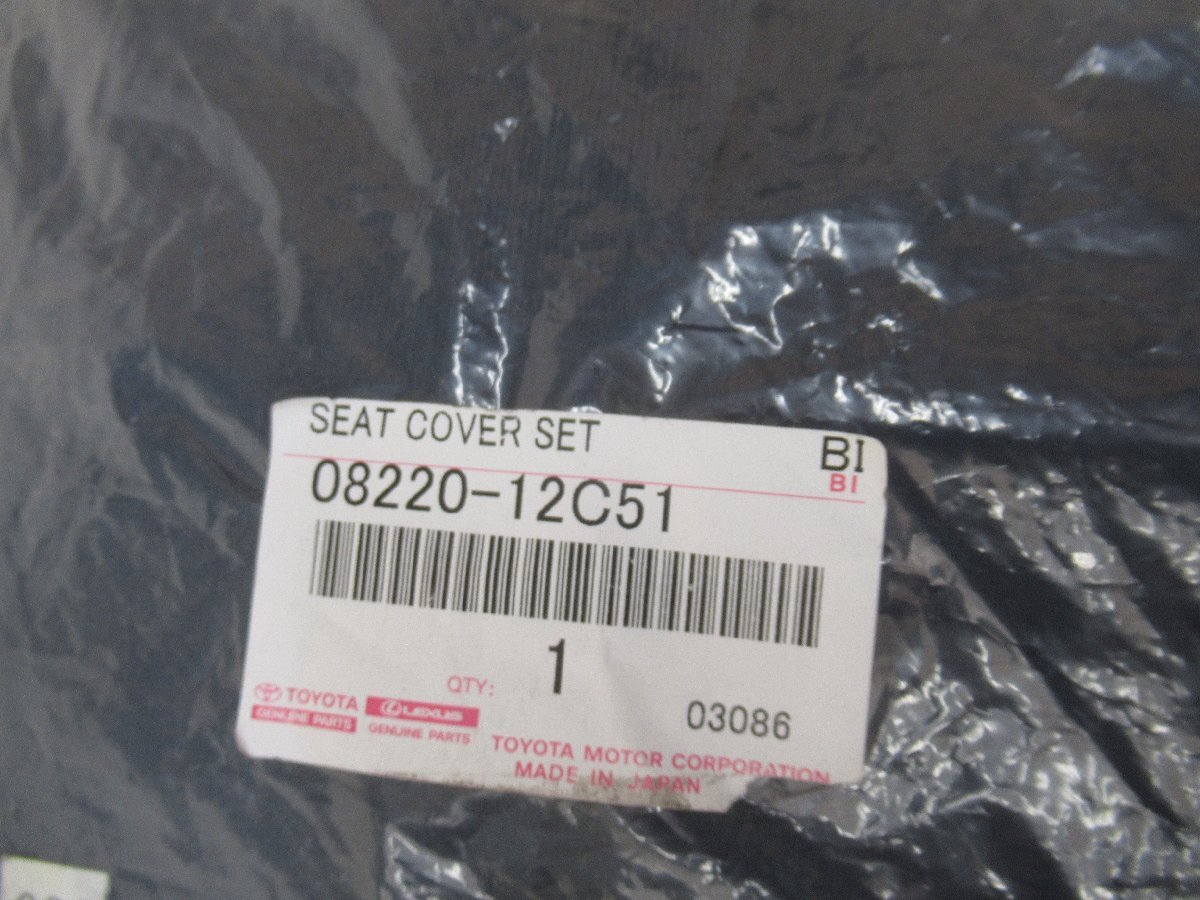 SEAT COVER SET
BI
BI
08220-12C51
QTY: 1
TOYOTA
GENUINE PARTS
LEXUS
GENUINE PARTS
03086
TOYOTA MOTOR CORPORATION
MADE IN JAPAN